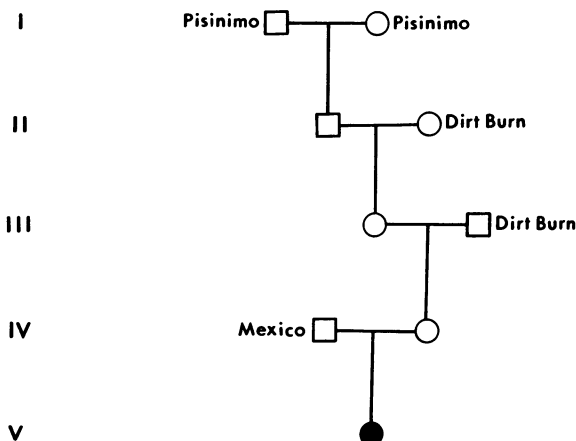 I Pisinimo Pisinimo
II Dirt Burn
III Dirt Burn
IV Mexico
V